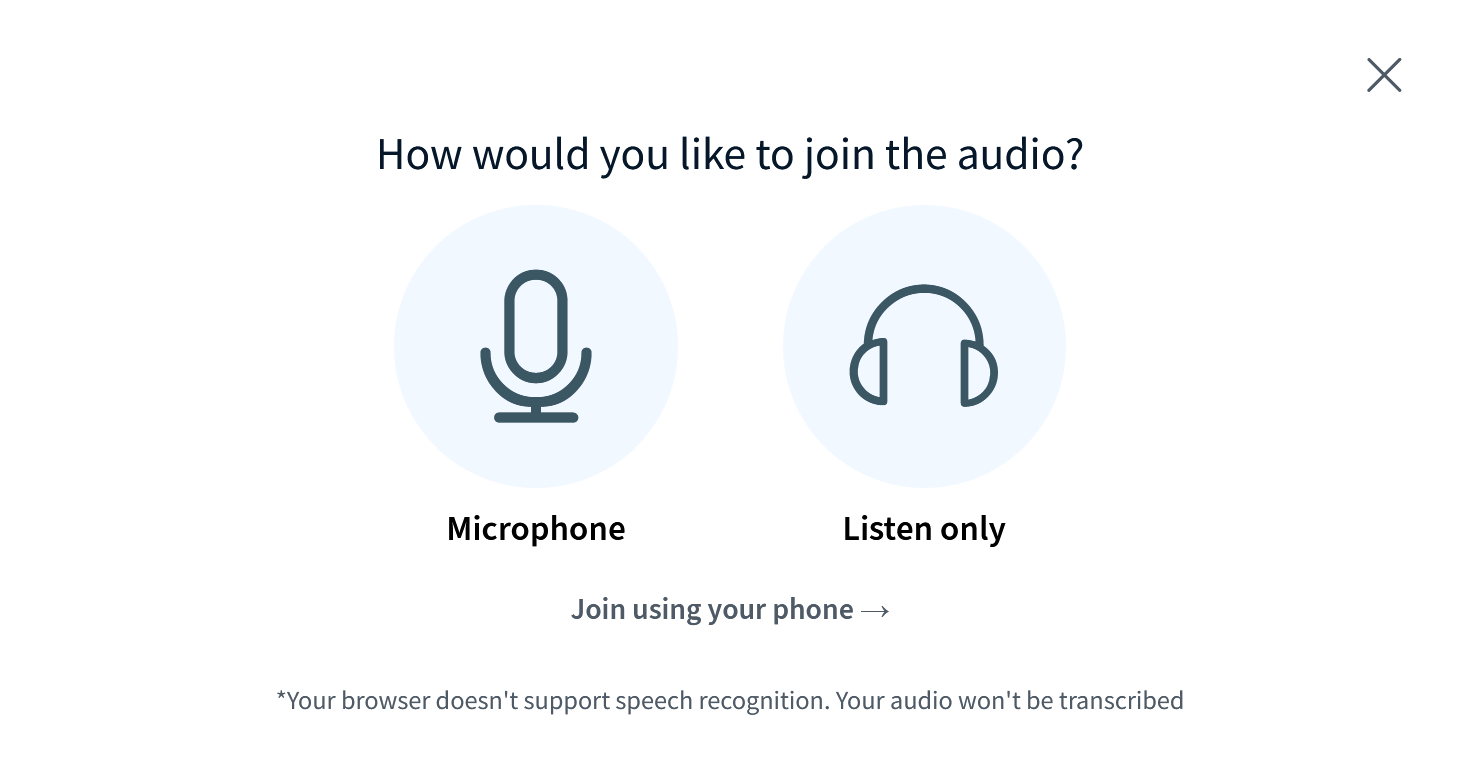 How would you like to join the audio?
Microphone
Listen only
Join using your phone →
*Your browser doesn't support speech recognition. Your audio won't be transcribed